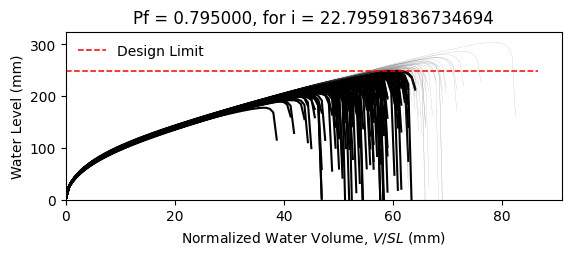 Pf = 0.795000, for i = 22.79591836734694
Design Limit
Water Level (mm)
300
200
100
0
0 20 40 60 80
Normalized Water Volume, V/SL (mm)